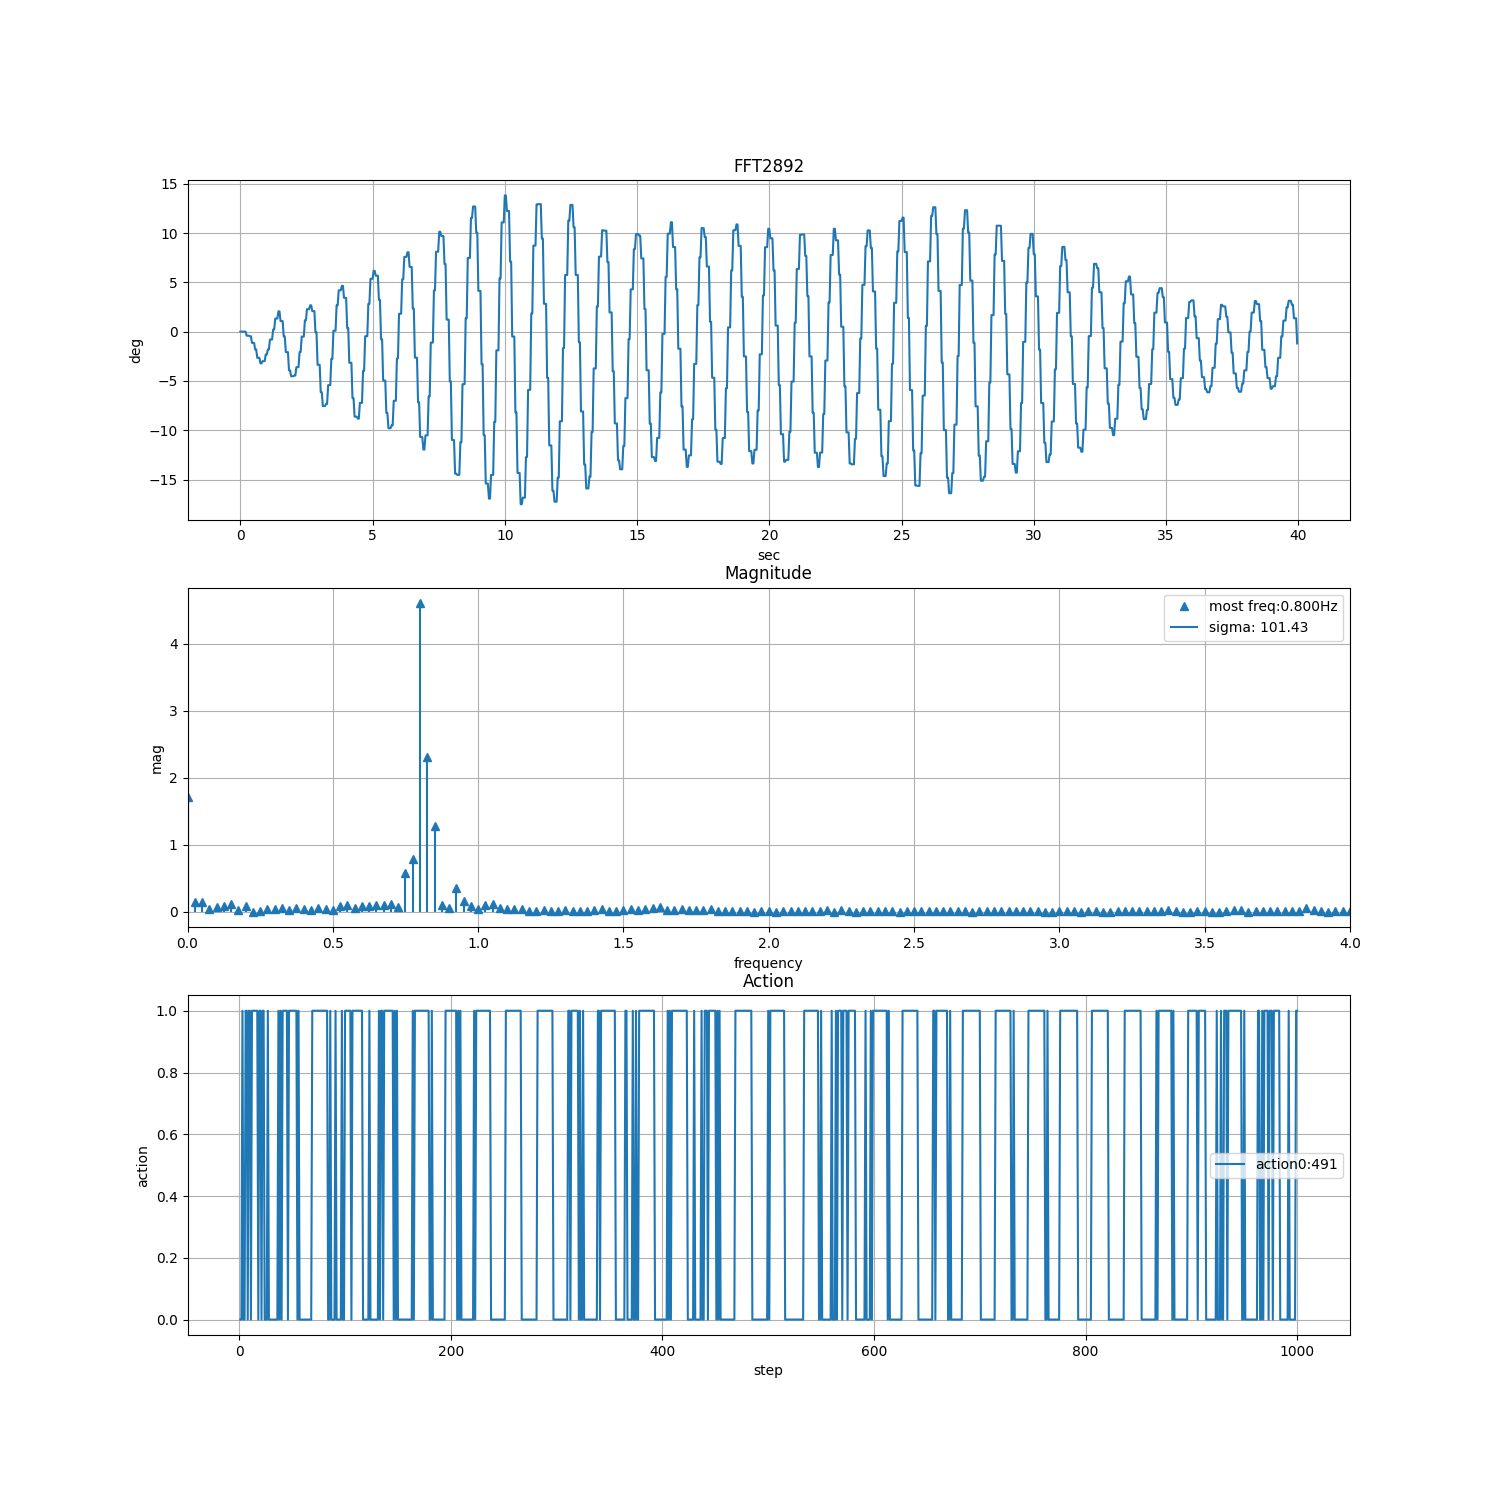 FFT2892
15
10
5
0
−5
−10
−15
deg
0 5 10 15 20 25 30 35 40
sec
Magnitude
most freq:0.800Hz
sigma: 101.43
4
3
2
1
0
mag
0.0 0.5 1.0 1.5 2.0 2.5 3.0 3.5 4.0
frequency
Action
1.0
0.8
0.6
0.4
0.2
0.0
action
action0:491
0 200 400 600 800 1000
step